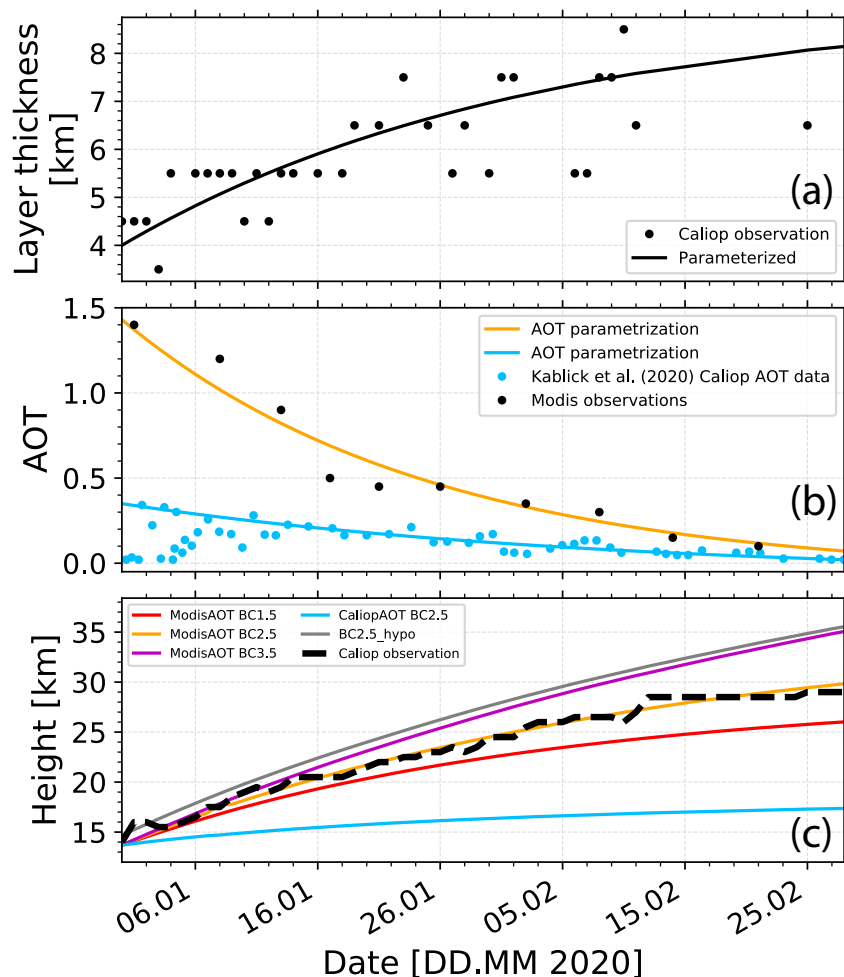 Layer thickness
[km]
8
7
6
5
4
(a)
Caliop observation
Parameterized
AOT
1.5
1.0
0.5
0.0
AOT parametrization
AOT parametrization
Kablick et al. (2020) Caliop AOT data
Modis observations
(b)
Height [km]
35
30
25
20
15
ModisAOT BC1.5
ModisAOT BC2.5
ModisAOT BC3.5
CaliopAOT BC2.5
BC2.5_hypo
Caliop observation
(c)
06.01
16.01
26.01
05.02
15.02
25.02
Date [DD.MM 2020]